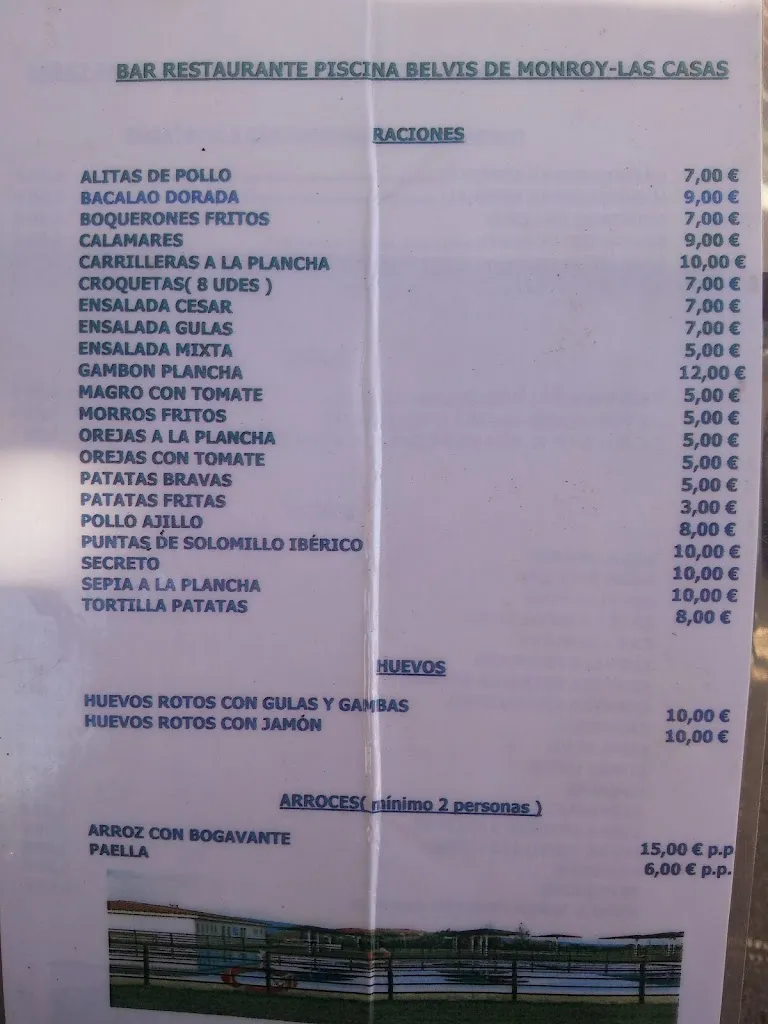 BAR RESTAURANTE PISCINA BELVIS DE MONROY-LAS CASAS
RACIONES
ALITAS DE POLLO 7,00 €
BACALAO DORADA 9,00 €
BOQUERONES FRITOS 7,00 €
CALAMARES 9,00 €
CARRILLERAS A LA PLANCHA 10,00 €
CROQUETAS( 8 UDES ) 7,00 €
ENSALADA CESAR 7,00 €
ENSALADA GULAS 7,00 €
ENSALADA MIXTA 5,00 €
GAMBON PLANCHA 12,00 €
MAGRO CON TOMATE 5,00 €
MORROS FRITOS 5,00 €
OREJAS A LA PLANCHA 5,00 €
OREJAS CON TOMATE 5,00 €
PATATAS BRAVAS 5,00 €
PATATAS FRITAS 3,00 €
POLLO AJILLO 8,00 €
PUNTAS DE SOLOMILLO IBÉRICO 10,00 €
SECRETO 10,00 €
SEPIA A LA PLANCHA 10,00 €
TORTILLA PATATAS 8,00 €
HUEVOS
HUEVOS ROTOS CON GULAS Y GAMBAS 10,00 €
HUEVOS ROTOS CON JAMÓN 10,00 €
ARROCES( mínimo 2 personas )
ARROZ CON BOGAVANTE 15,00 € p.p
PAELLA 6,00 € p.p.